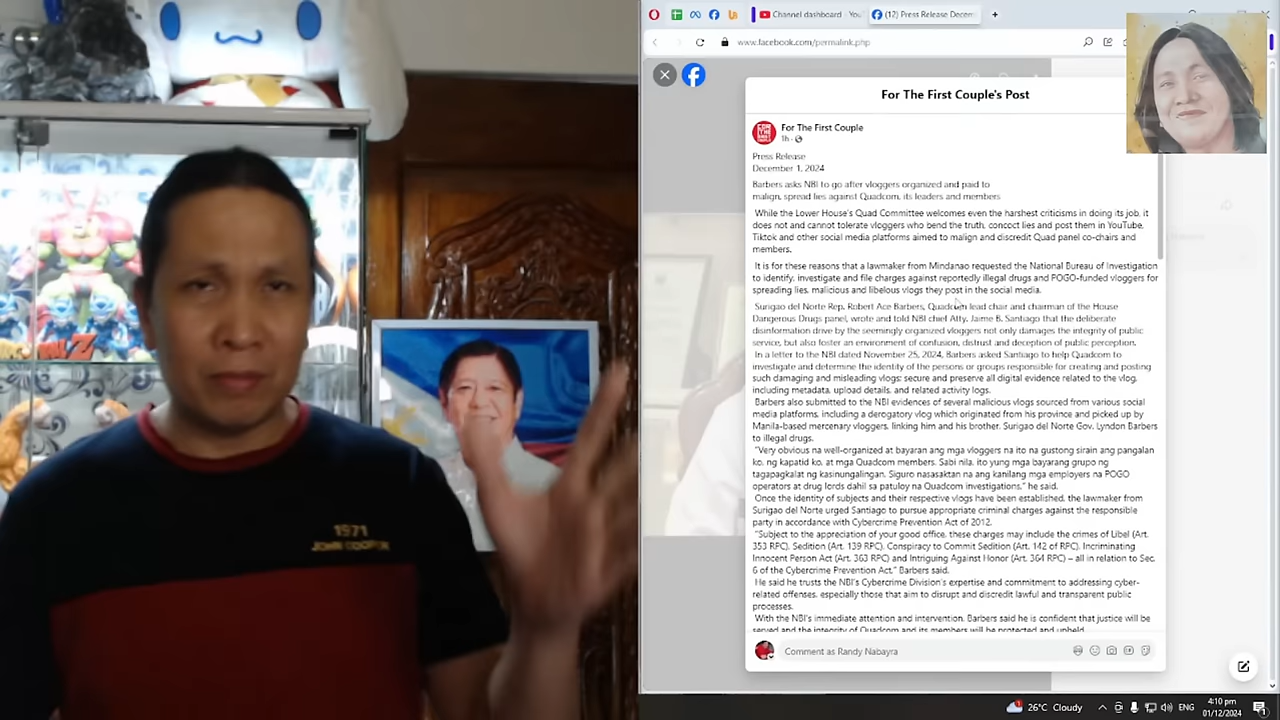 Channel dashboard - You
(12) Press Release Decem
www.facebook.com/permalink.php
For The First Couple's Post
For The First Couple
1h
Press Release
December 1, 2024
Barbers asks NBI to go after vloggers organized and paid to
malign, spread lies against Quadcom, its leaders and members
While the Lower House's Quad Committee welcomes even the harshest criticisms in doing its job, it
does not and cannot tolerate vloggers who bend the truth, concoct lies and post them in YouTube,
Tiktok and other social media platforms aimed to malign and discredit Quad panel co-chairs and
members.
It is for these reasons that a lawmaker from Mindanao requested the National Bureau of Investigation
to identify, investigate and file charges against reportedly illegal drugs and POGO-funded vloggers for
spreading lies, malicious and libelous vlogs they post in the social media.
Surigao del Norte Rep. Robert Ace Barbers, Quadcom lead chair and chairman of the House
Dangerous Drugs panel, wrote and told NBI chief Atty. Jaime B. Santiago that the deliberate
disinformation drive by the seemingly organized vloggers not only damages the integrity of public
service, but also foster an environment of confusion, distrust and deception of public perception.
In a letter to the NBI dated November 25, 2024, Barbers asked Santiago to help Quadcom to
investigate and determine the identity of the persons or groups responsible for creating and posting
such damaging and misleading vlogs; secure and preserve all digital evidence related to the vlog,
including metadata, upload details, and related activity logs.
Barbers also submitted to the NBI evidences of several malicious vlogs sourced from various social
media platforms, including a derogatory vlog which originated from his province and picked up by
Manila-based mercenary vloggers, linking him and his brother, Surigao del Norte Gov. Lyndon Barbers
to illegal drugs.
"Very obvious na well-organized at bayaran ang mga vloggers na ito na gustong sirain ang pangalan
ko, ng kapatid ko, at mga Quadcom members. Sabi nila, ito yung mga bayarang grupo ng
tagapagkalat ng kasinungalingan. Siguro nasasaktan na ang kanilang mga employers na POGO
operators at drug lords dahil sa patuloy na Quadcom investigations," he said.
Once the identity of subjects and their respective vlogs have been established, the lawmaker from
Surigao del Norte urged Santiago to pursue appropriate criminal charges against the responsible
party in accordance with Cybercrime Prevention Act of 2012.
"Subject to the appreciation of your good office, these charges may include the crimes of Libel (Art.
353 RPC), Sedition (Art. 139 RPC), Conspiracy to Commit Sedition (Art. 142 of RPC), Incriminating
Innocent Person Act (Art. 363 RPC) and Intriguing Against Honor (Art. 364 RPC) – all in relation to Sec.
6 of the Cybercrime Prevention Act," Barbers said.
He said he trusts the NBI's Cybercrime Division's expertise and commitment to addressing cyber-
related offenses, especially those that aim to disrupt and discredit lawful and transparent public
processes.
With the NBI's immediate attention and intervention, Barbers said he is confident that justice will be
served and the integrity of Quadcom and its members will be protected and upheld.
Comment as Randy Nabayra
1971
JOHN COOPER
26°C Cloudy
ENG
4:10 pm
01/12/2024